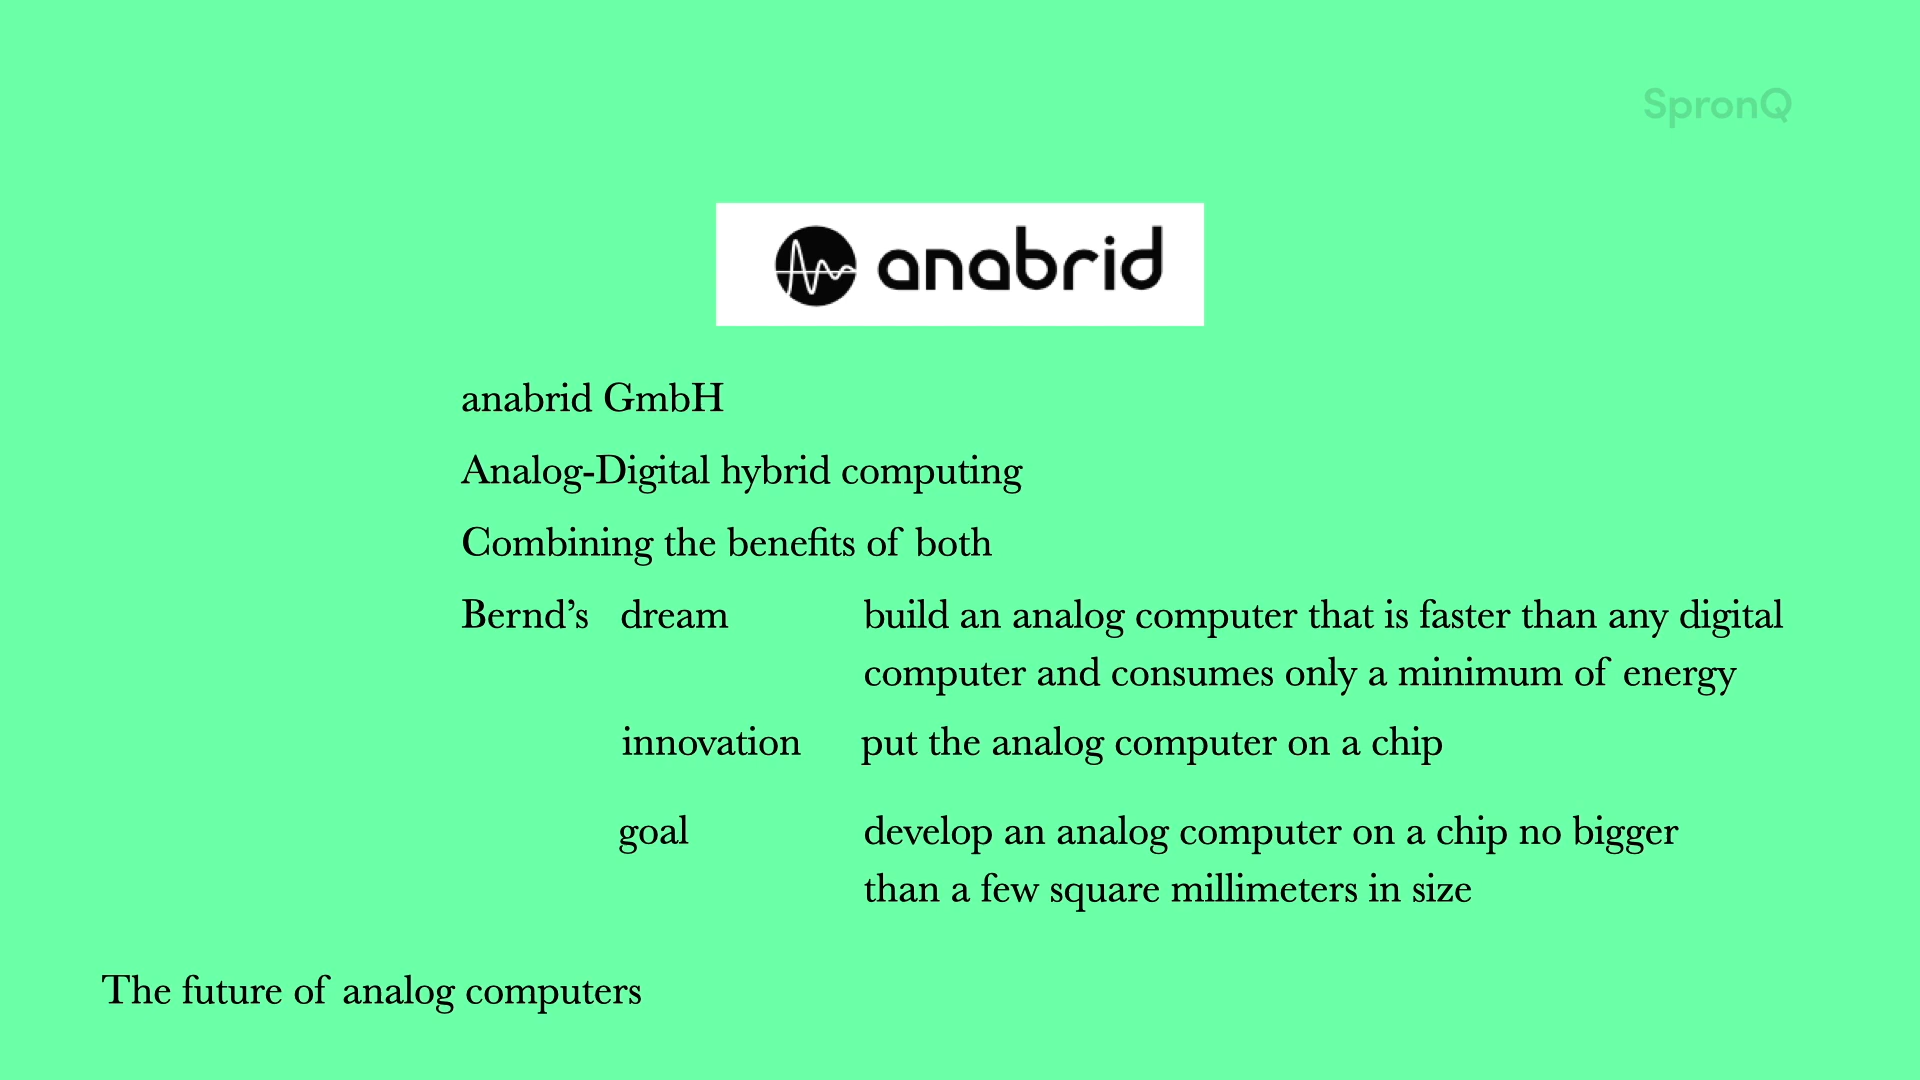 SpronQ
anabrid
anabrid GmbH
Analog-Digital hybrid computing
Combining the benefits of both
Bernd’s dream build an analog computer that is faster than any digital
computer and consumes only a minimum of energy
innovation put the analog computer on a chip
goal develop an analog computer on a chip no bigger
than a few square millimeters in size
The future of analog computers